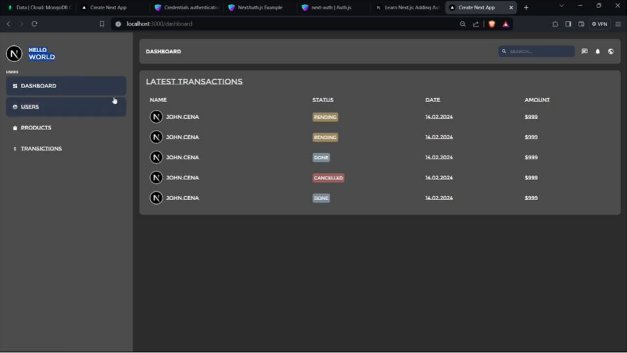 Data | Cloud: MongoDB C
Create Next App
Credentials authentication
NextAuth.js Example
next-auth | Auth.js
Learn Next.js: Adding Aut
Create Next App
localhost:3000/dashboard
VPN
N
HELLO
WORLD
USERS
DASHBOARD
USERS
PRODUCTS
TRANSICTIONS
DASHBOARD
SEARCH...
LATEST TRANSACTIONS
NAME STATUS DATE AMOUNT
N JOHN CENA PENDING 14.02.2024 $999
N JOHN CENA PENDING 14.02.2024 $999
N JOHN CENA DONE 14.02.2024 $999
N JOHN CENA CANCELLED 14.02.2024 $999
N JOHN CENA DONE 14.02.2024 $999